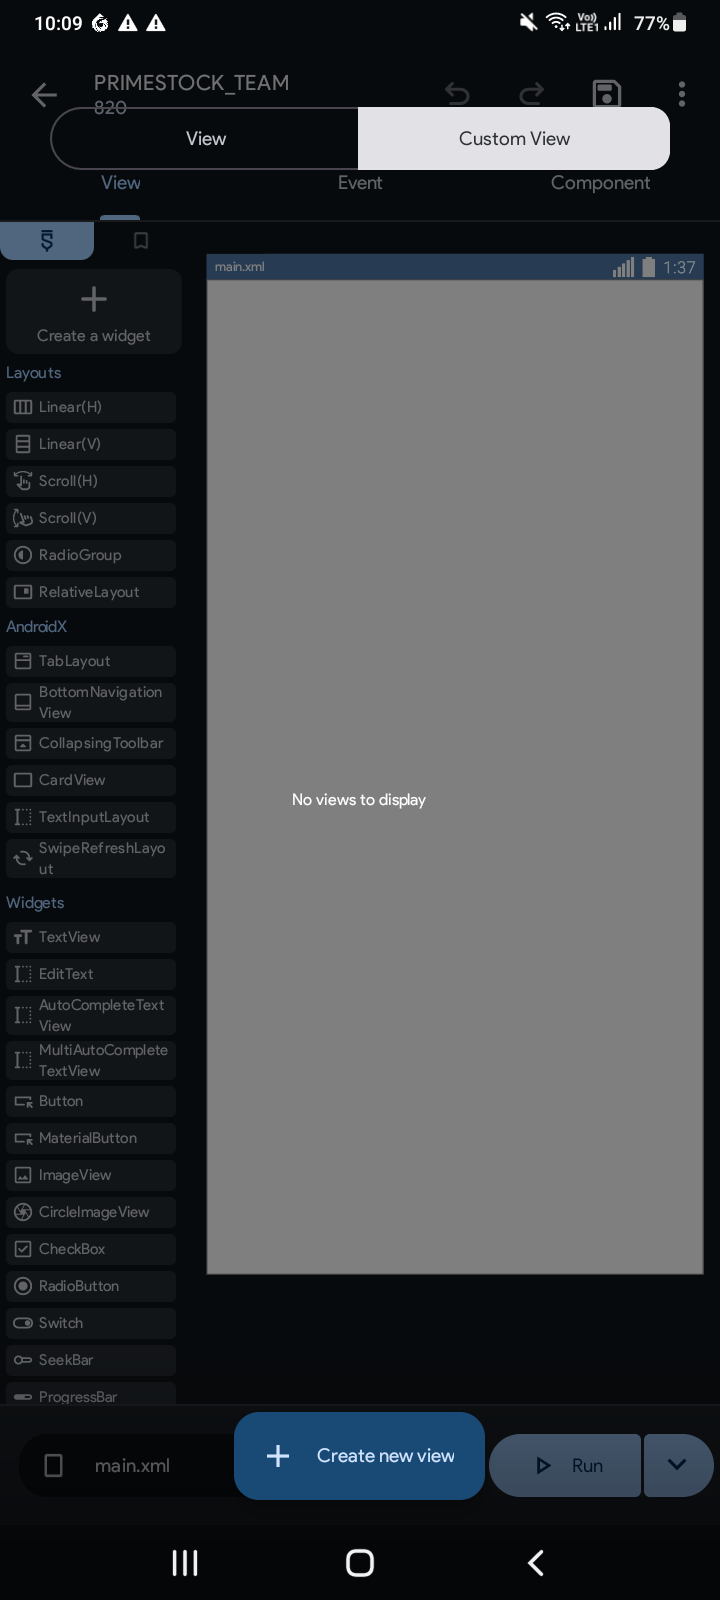 10:09
Vo)) LTE1
77%
PRIMESTOCK_TEAM
820
View
Custom View
View
Event
Component
main.xml
1:37
Create a widget
Layouts
Linear(H)
Linear(V)
Scroll(H)
Scroll(V)
RadioGroup
RelativeLayout
AndroidX
TabLayout
BottomNavigation
View
CollapsingToolbar
CardView
TextInputLayout
SwipeRefreshLayo
ut
No views to display
Widgets
TextView
EditText
AutoCompleteText
View
MultiAutoComplete
TextView
Button
MaterialButton
ImageView
CircleImageView
CheckBox
RadioButton
Switch
SeekBar
ProgressBar
main.xml
Create new view
Run